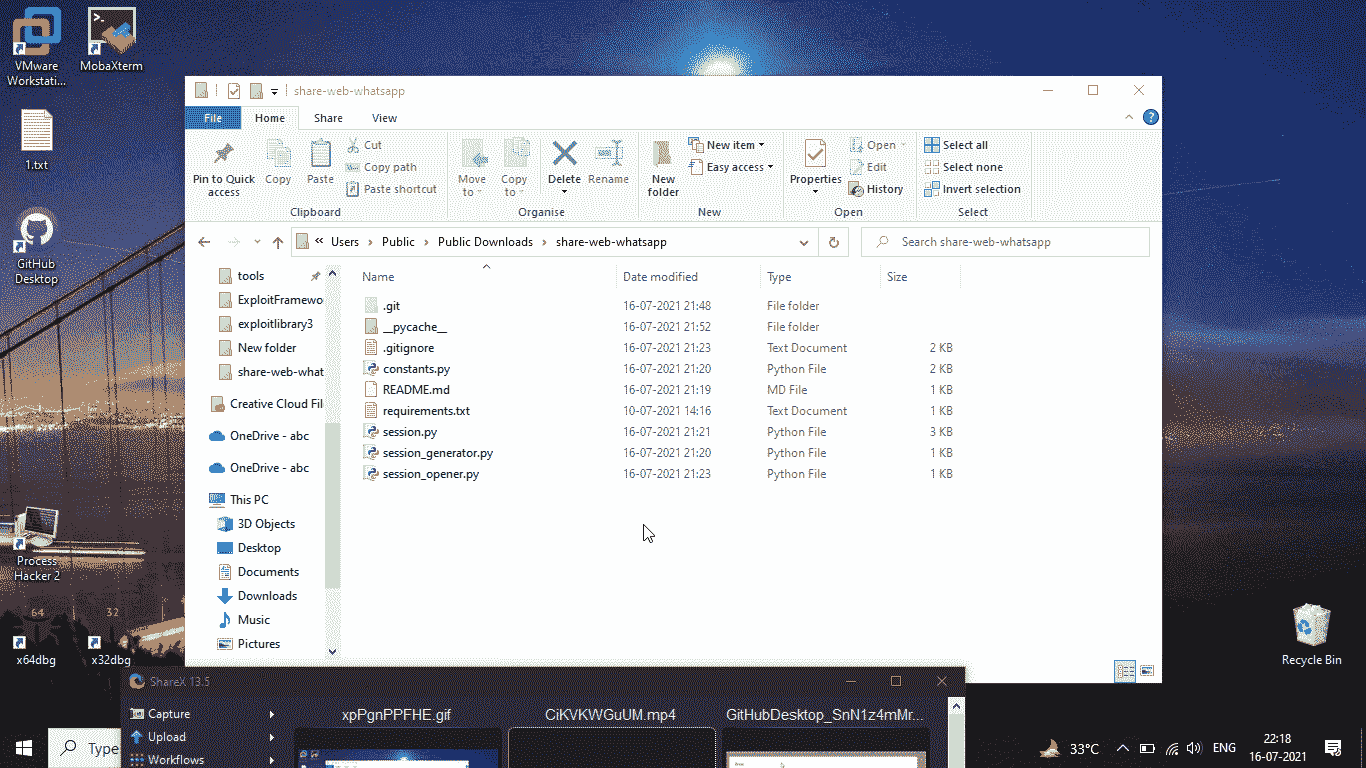 VMware
Workstati...
MobaXterm
1.txt
GitHub
Desktop
Process
Hacker 2
64
32
x64dbg
x32dbg
share-web-whatsapp
File
Home
Share
View
Pin to Quick
access
Copy
Paste
Cut
Copy path
Paste shortcut
Clipboard
Move
to
Copy
to
Delete
Rename
Organise
New
folder
New item
Easy access
New
Properties
Open
Edit
History
Open
Select all
Select none
Invert selection
Select
« Users > Public > Public Downloads > share-web-whatsapp
Search share-web-whatsapp
tools
ExploitFramewo
exploitlibrary3
New folder
share-web-what
Creative Cloud Fil
OneDrive - abc
OneDrive - abc
This PC
3D Objects
Desktop
Documents
Downloads
Music
Pictures
Name Date modified Type Size
.git 16-07-2021 21:48 File folder
__pycache__ 16-07-2021 21:52 File folder
.gitignore 16-07-2021 21:23 Text Document 2 KB
constants.py 16-07-2021 21:20 Python File 2 KB
README.md 16-07-2021 21:19 MD File 1 KB
requirements.txt 10-07-2021 14:16 Text Document 1 KB
session.py 16-07-2021 21:21 Python File 3 KB
session_generator.py 16-07-2021 21:20 Python File 1 KB
session_opener.py 16-07-2021 21:23 Python File 1 KB
Recycle Bin
ShareX 13.5
Capture
Upload
Workflows
xpPgnPPFHE.gif
CiKVKWGuUM.mp4
GitHubDesktop_SnN1z4mMr...
Type
33°C
ENG
22:18
16-07-2021